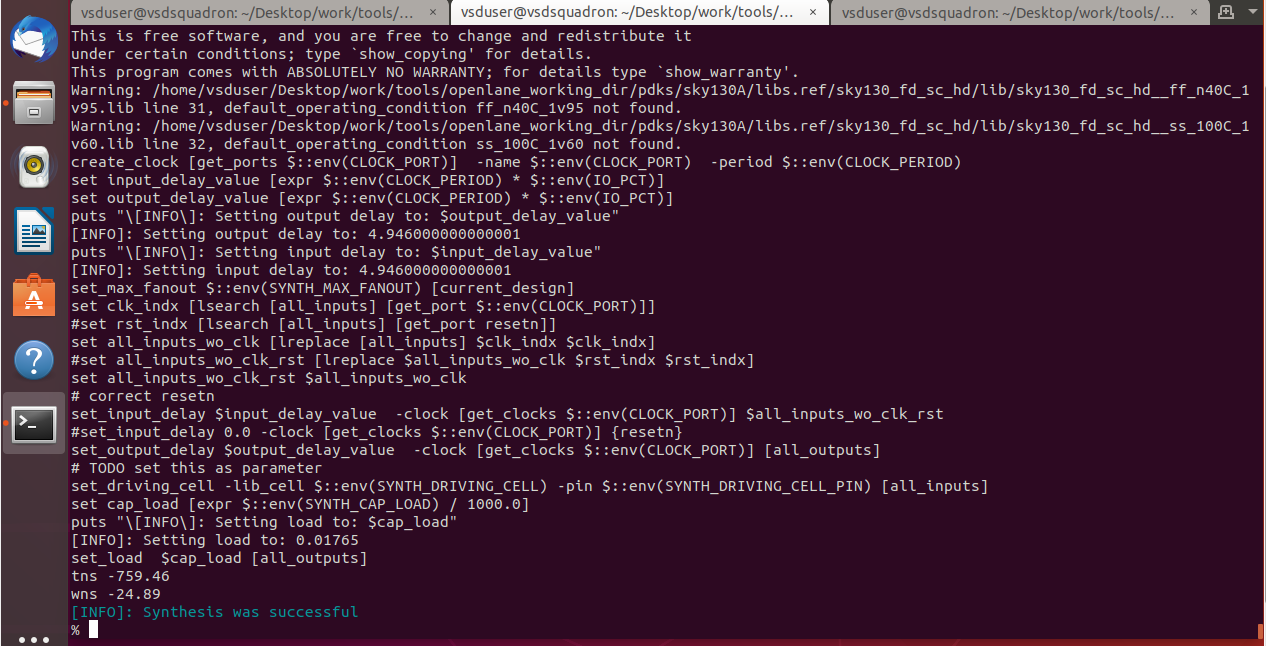 vsduser@vsdsquadron: ~/Desktop/work/tools/... × vsduser@vsdsquadron: ~/Desktop/work/tools/... × vsduser@vsdsquadron: ~/Desktop/work/tools/... ×
This is free software, and you are free to change and redistribute it
under certain conditions; type `show_copying' for details.
This program comes with ABSOLUTELY NO WARRANTY; for details type `show_warranty'.
Warning: /home/vsduser/Desktop/work/tools/openlane_working_dir/pdks/sky130A/libs.ref/sky130_fd_sc_hd/lib/sky130_fd_sc_hd__ff_n40C_1
v95.lib line 31, default_operating_condition ff_n40C_1v95 not found.
Warning: /home/vsduser/Desktop/work/tools/openlane_working_dir/pdks/sky130A/libs.ref/sky130_fd_sc_hd/lib/sky130_fd_sc_hd__ss_100C_1
v60.lib line 32, default_operating_condition ss_100C_1v60 not found.
create_clock [get_ports $::env(CLOCK_PORT)]  -name $::env(CLOCK_PORT)  -period $::env(CLOCK_PERIOD)
set input_delay_value [expr $::env(CLOCK_PERIOD) * $::env(IO_PCT)]
set output_delay_value [expr $::env(CLOCK_PERIOD) * $::env(IO_PCT)]
puts "\[INFO\]: Setting output delay to: $output_delay_value"
[INFO]: Setting output delay to: 4.946000000000001
puts "\[INFO\]: Setting input delay to: $input_delay_value"
[INFO]: Setting input delay to: 4.946000000000001
set_max_fanout $::env(SYNTH_MAX_FANOUT) [current_design]
set clk_indx [lsearch [all_inputs] [get_port $::env(CLOCK_PORT)]]
#set rst_indx [lsearch [all_inputs] [get_port resetn]]
set all_inputs_wo_clk [lreplace [all_inputs] $clk_indx $clk_indx]
#set all_inputs_wo_clk_rst [lreplace $all_inputs_wo_clk $rst_indx $rst_indx]
set all_inputs_wo_clk_rst $all_inputs_wo_clk
# correct resetn
set_input_delay $input_delay_value  -clock [get_clocks $::env(CLOCK_PORT)] $all_inputs_wo_clk_rst
#set_input_delay 0.0 -clock [get_clocks $::env(CLOCK_PORT)] {resetn}
set_output_delay $output_delay_value  -clock [get_clocks $::env(CLOCK_PORT)] [all_outputs]
# TODO set this as parameter
set_driving_cell -lib_cell $::env(SYNTH_DRIVING_CELL) -pin $::env(SYNTH_DRIVING_CELL_PIN) [all_inputs]
set cap_load [expr $::env(SYNTH_CAP_LOAD) / 1000.0]
puts "\[INFO\]: Setting load to: $cap_load"
[INFO]: Setting load to: 0.01765
set_load  $cap_load [all_outputs]
tns -759.46
wns -24.89
[INFO]: Synthesis was successful
%